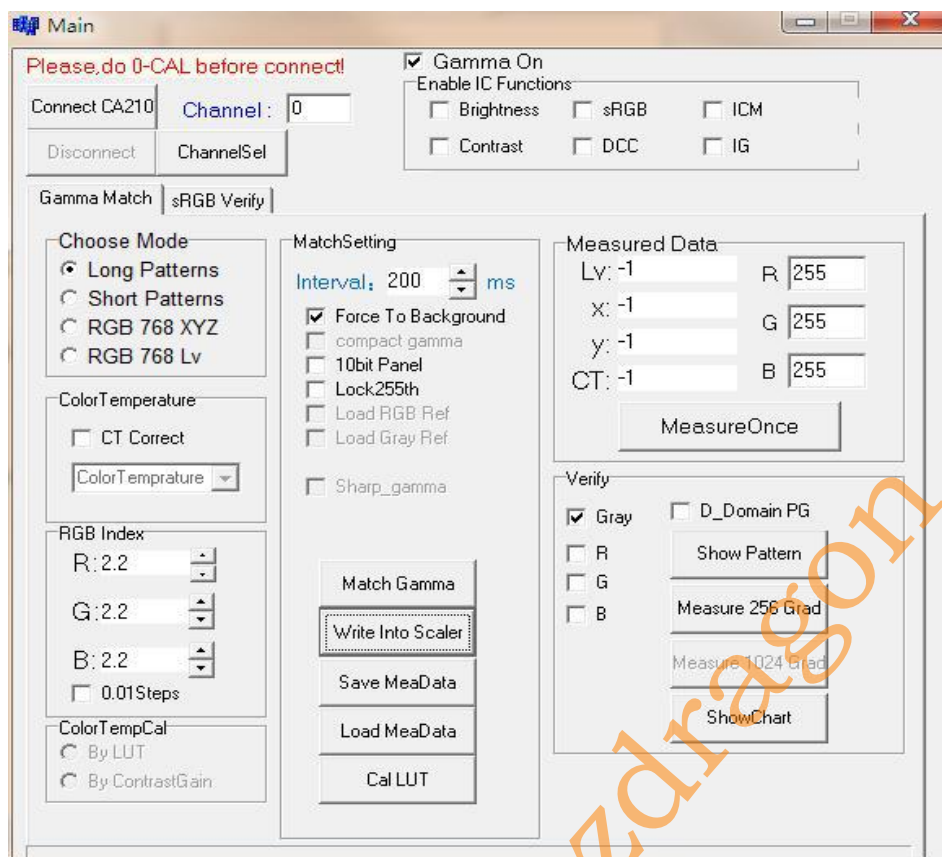 Main
Please,do 0-CAL before connect!
Gamma On
Connect CA210
Channel :
0
Disconnect
ChannelSel
Enable IC Functions
Brightness
sRGB
ICM
Contrast
DCC
IG
Gamma Match
sRGB Verify
Choose Mode
Long Patterns
Short Patterns
RGB 768 XYZ
RGB 768 Lv
ColorTemperature
CT Correct
ColorTemprature
RGB Index
R: 2.2
G: 2.2
B: 2.2
0.01Steps
ColorTempCal
By LUT
By ContrastGain
MatchSetting
Interval: 200 ms
Force To Background
compact gamma
10bit Panel
Lock255th
Load RGB Ref
Load Gray Ref
Sharp_gamma
Match Gamma
Write Into Scaler
Save MeaData
Load MeaData
Cal LUT
Measured Data
Lv: -1
R 255
x: -1
G 255
y: -1
B 255
CT: -1
MeasureOnce
Verify
Gray
D_Domain PG
R
Show Pattern
G
B
Measure 256 Grad
Measure 1024 Grad
ShowChart
zdragon